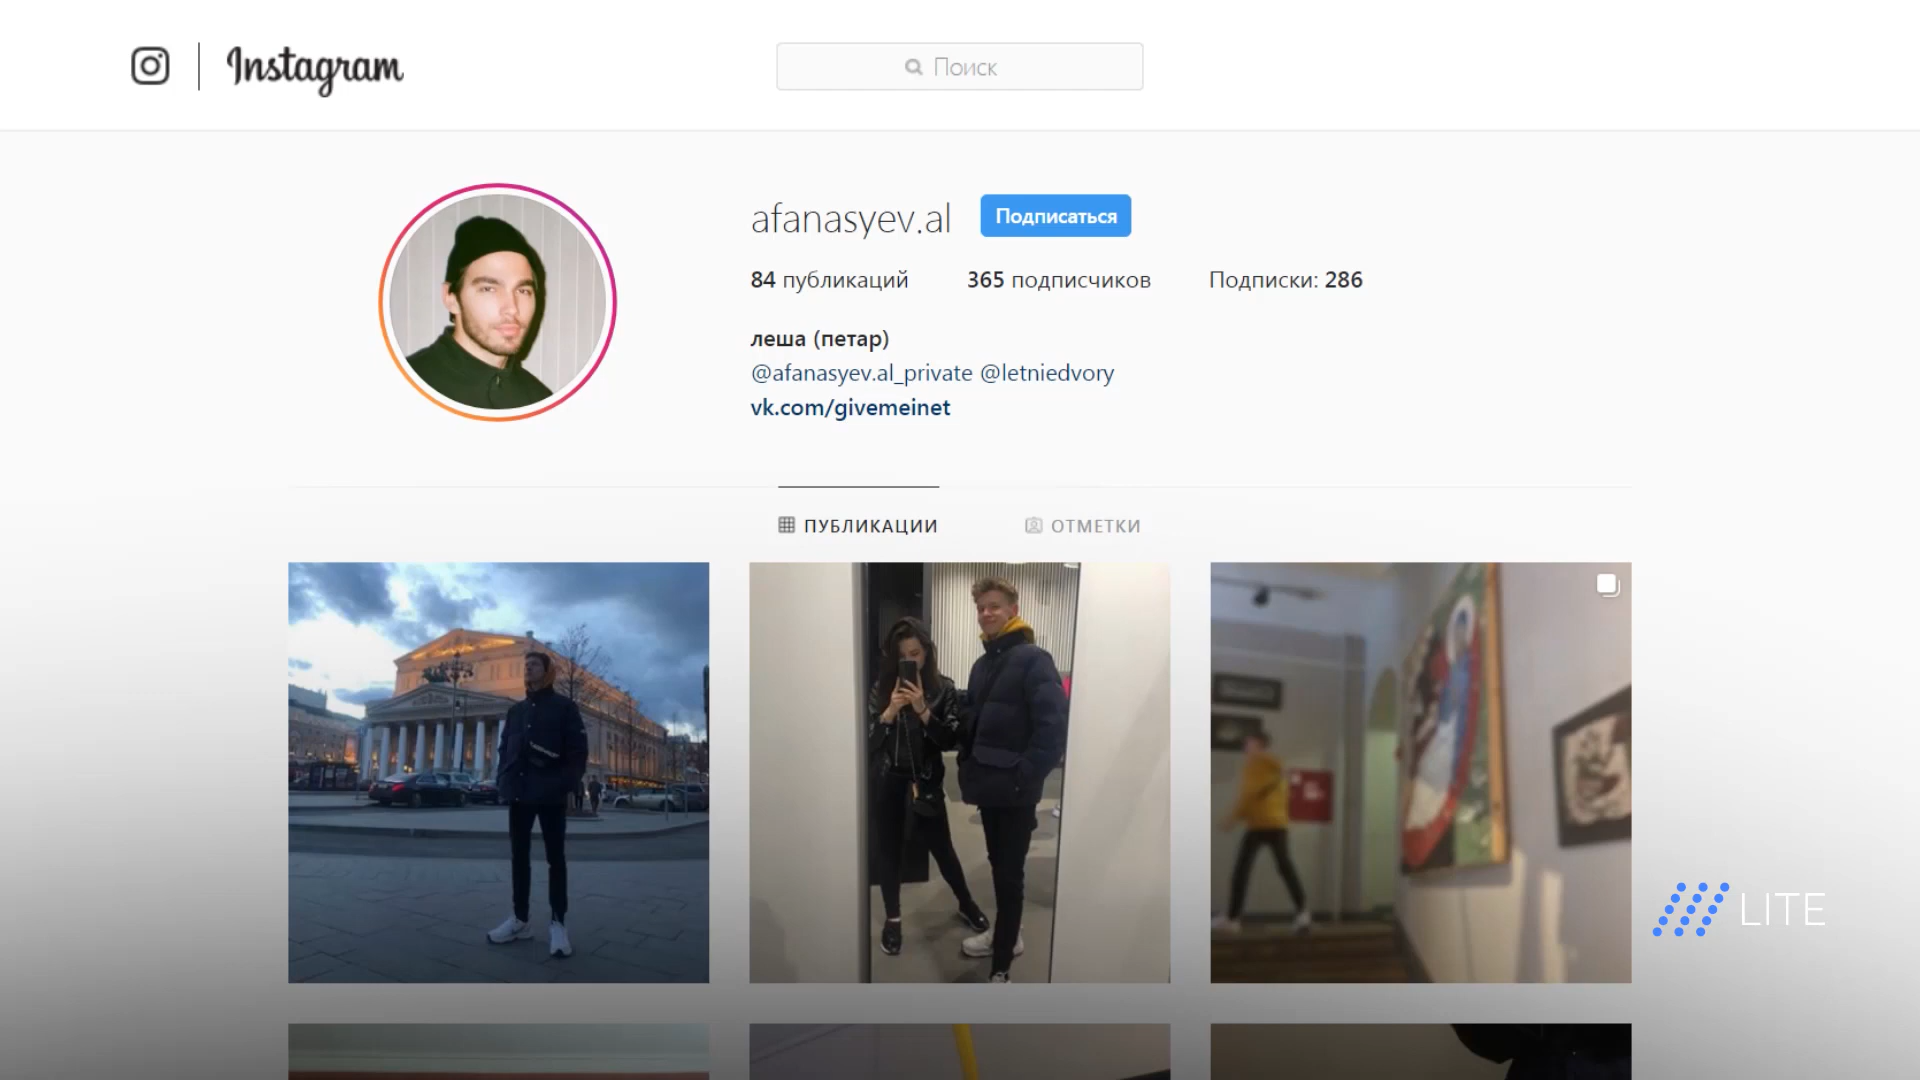 Instagram
Поиск
afanasyev.al
Подписаться
84 публикаций 365 подписчиков Подписки: 286
леша (петар)
@afanasyev.al_private @letniedvory
vk.com/givemeinet
ПУБЛИКАЦИИ ОТМЕТКИ
LITE